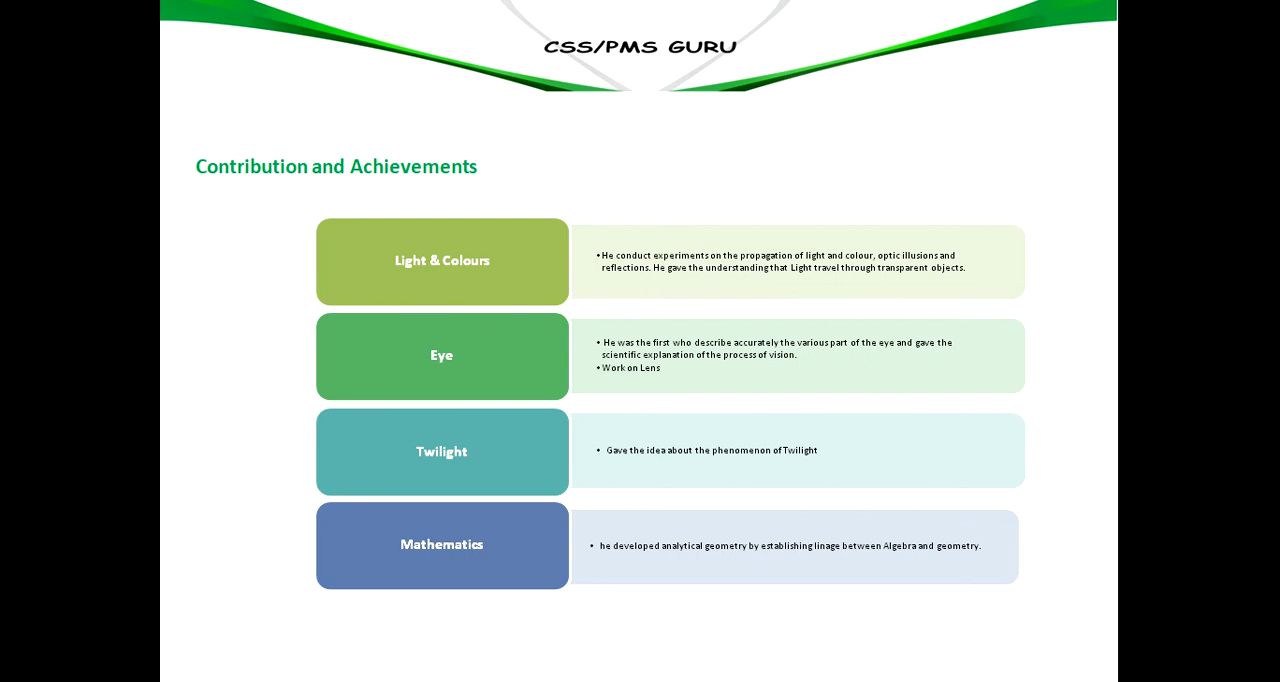 CSS/PMS GURU
Contribution and Achievements
Light & Colours
• He conduct experiments on the propagation of light and colour, optic illusions and
reflections. He gave the understanding that Light travel through transparent objects.
Eye
• He was the first who describe accurately the various part of the eye and gave the
scientific explanation of the process of vision.
• Work on Lens
Twilight
• Gave the idea about the phenomenon of Twilight
Mathematics
• he developed analytical geometry by establishing linage between Algebra and geometry.